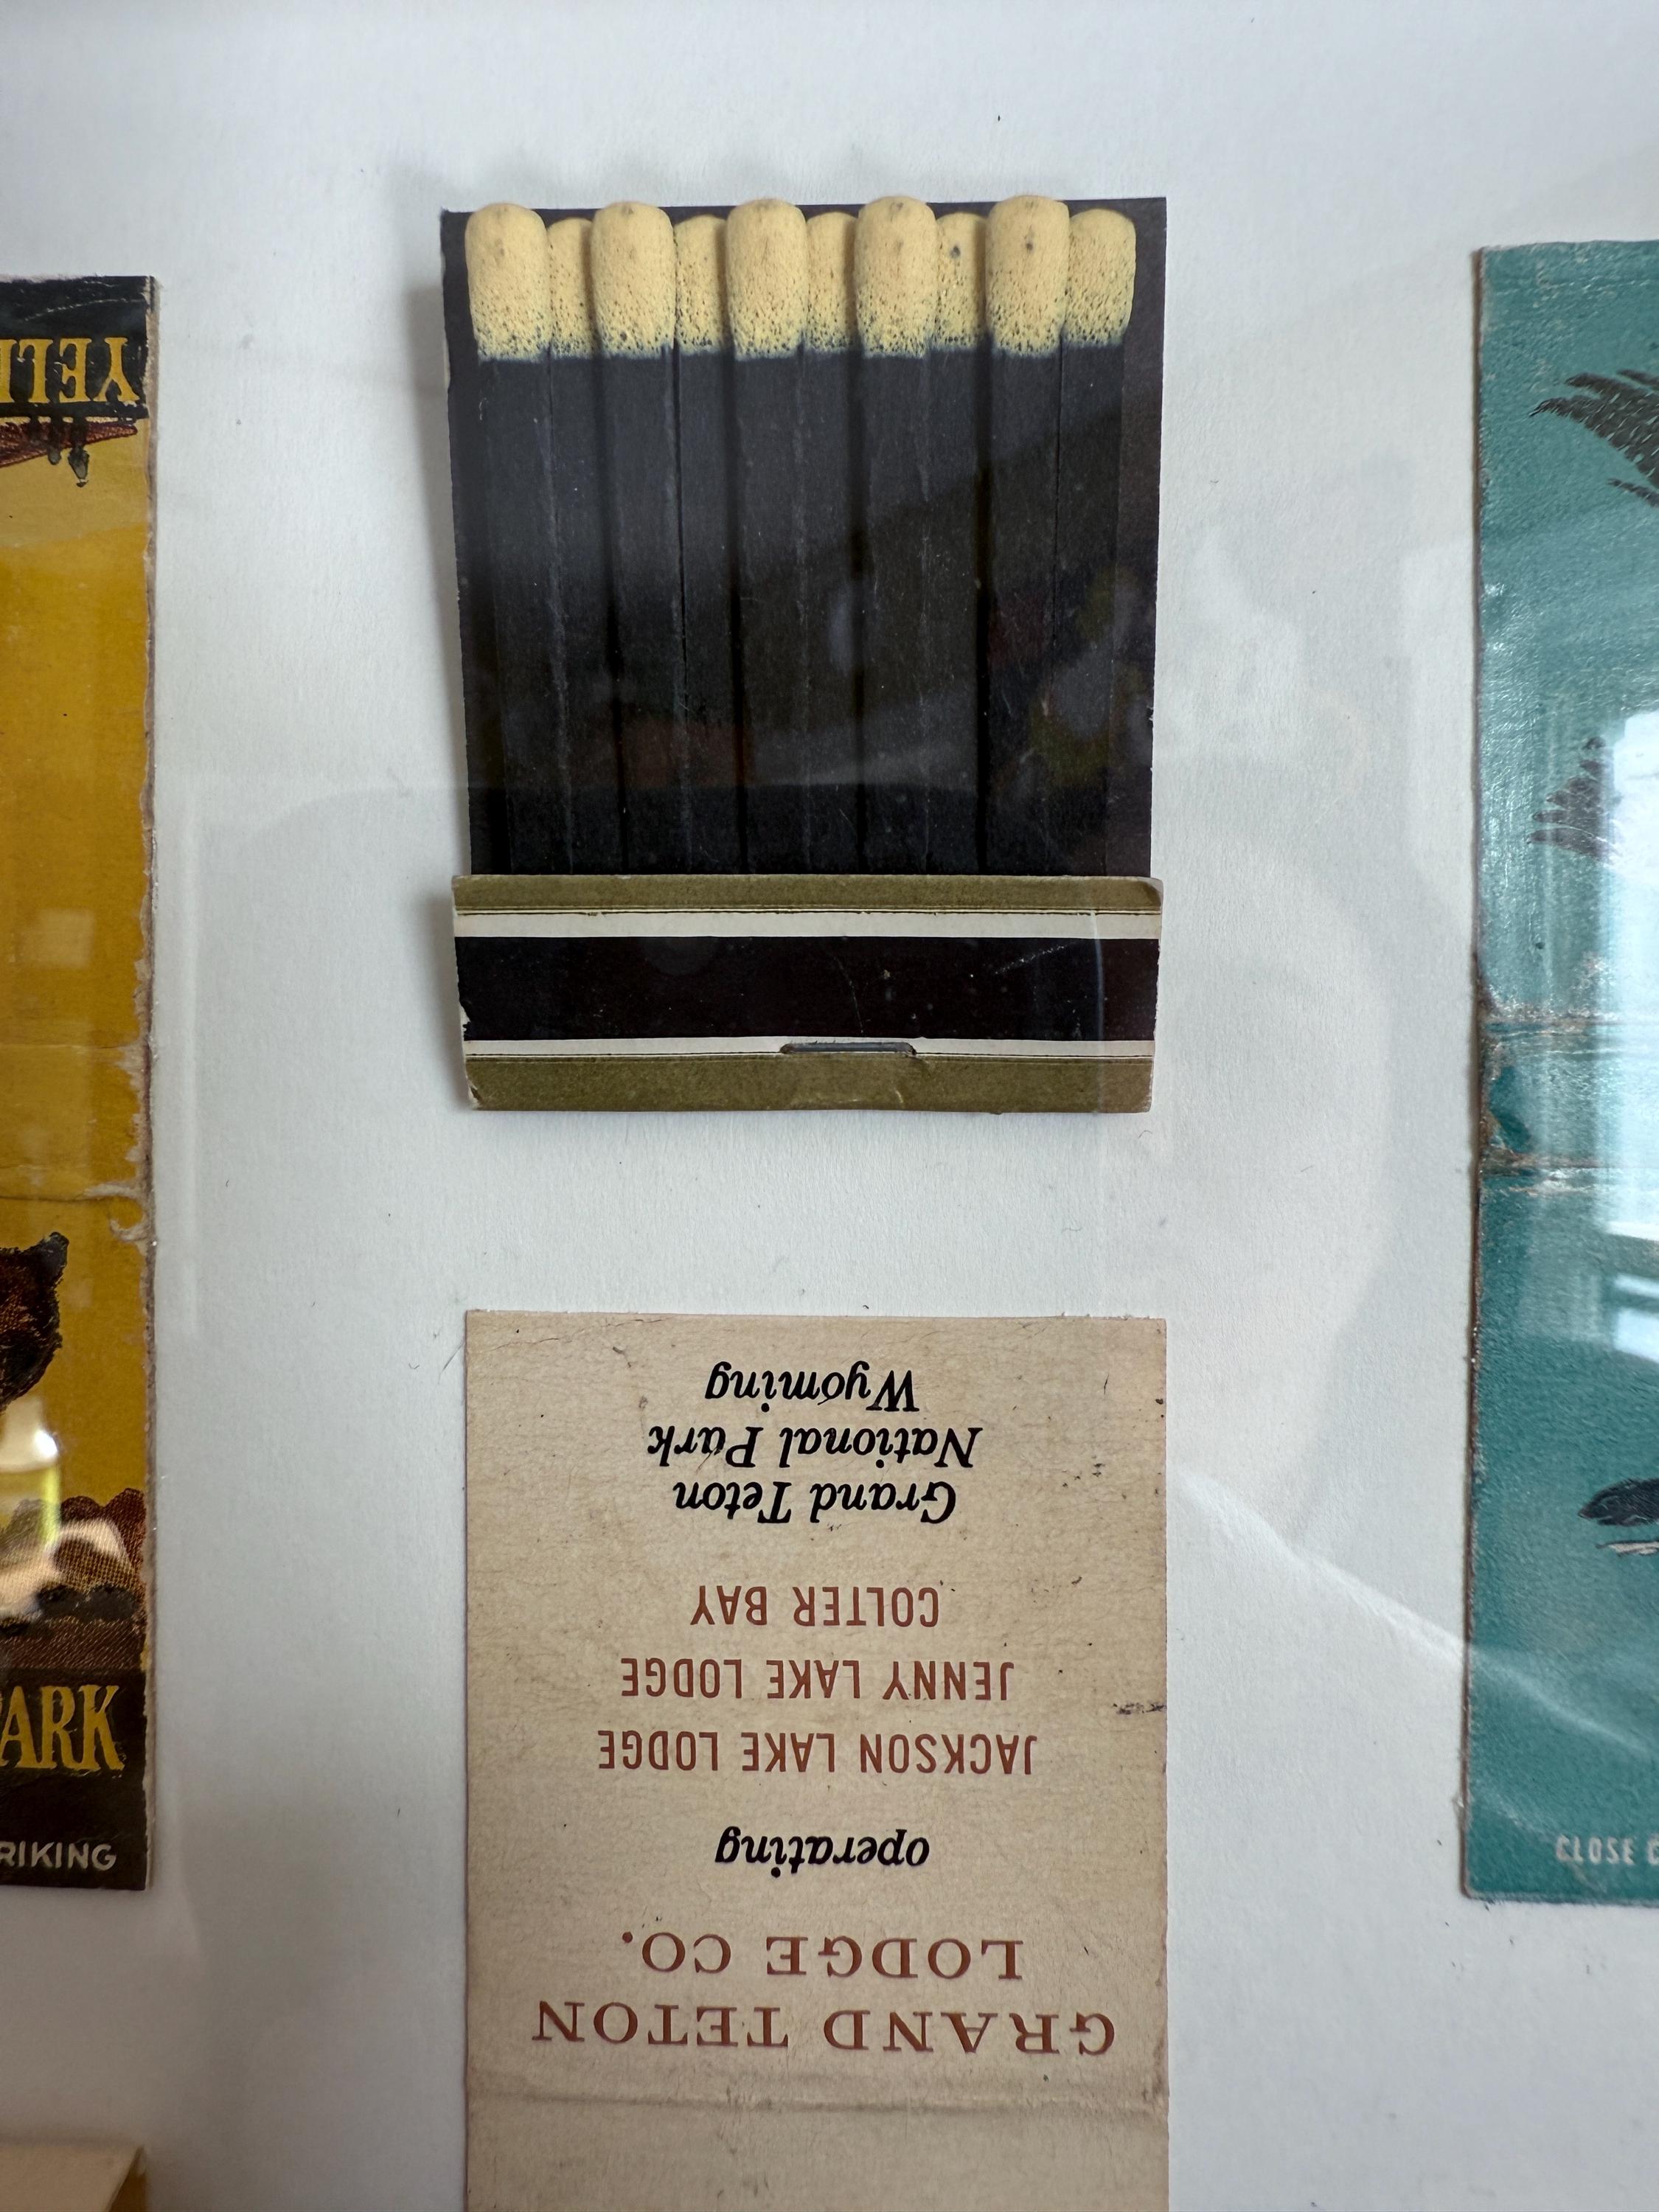 YEL
PARK
RIKING
GRAND TETON
LODGE CO.
operating
JACKSON LAKE LODGE
JENNY LAKE LODGE
COLTER BAY
Grand Teton
National Park
Wyoming
CLOSE